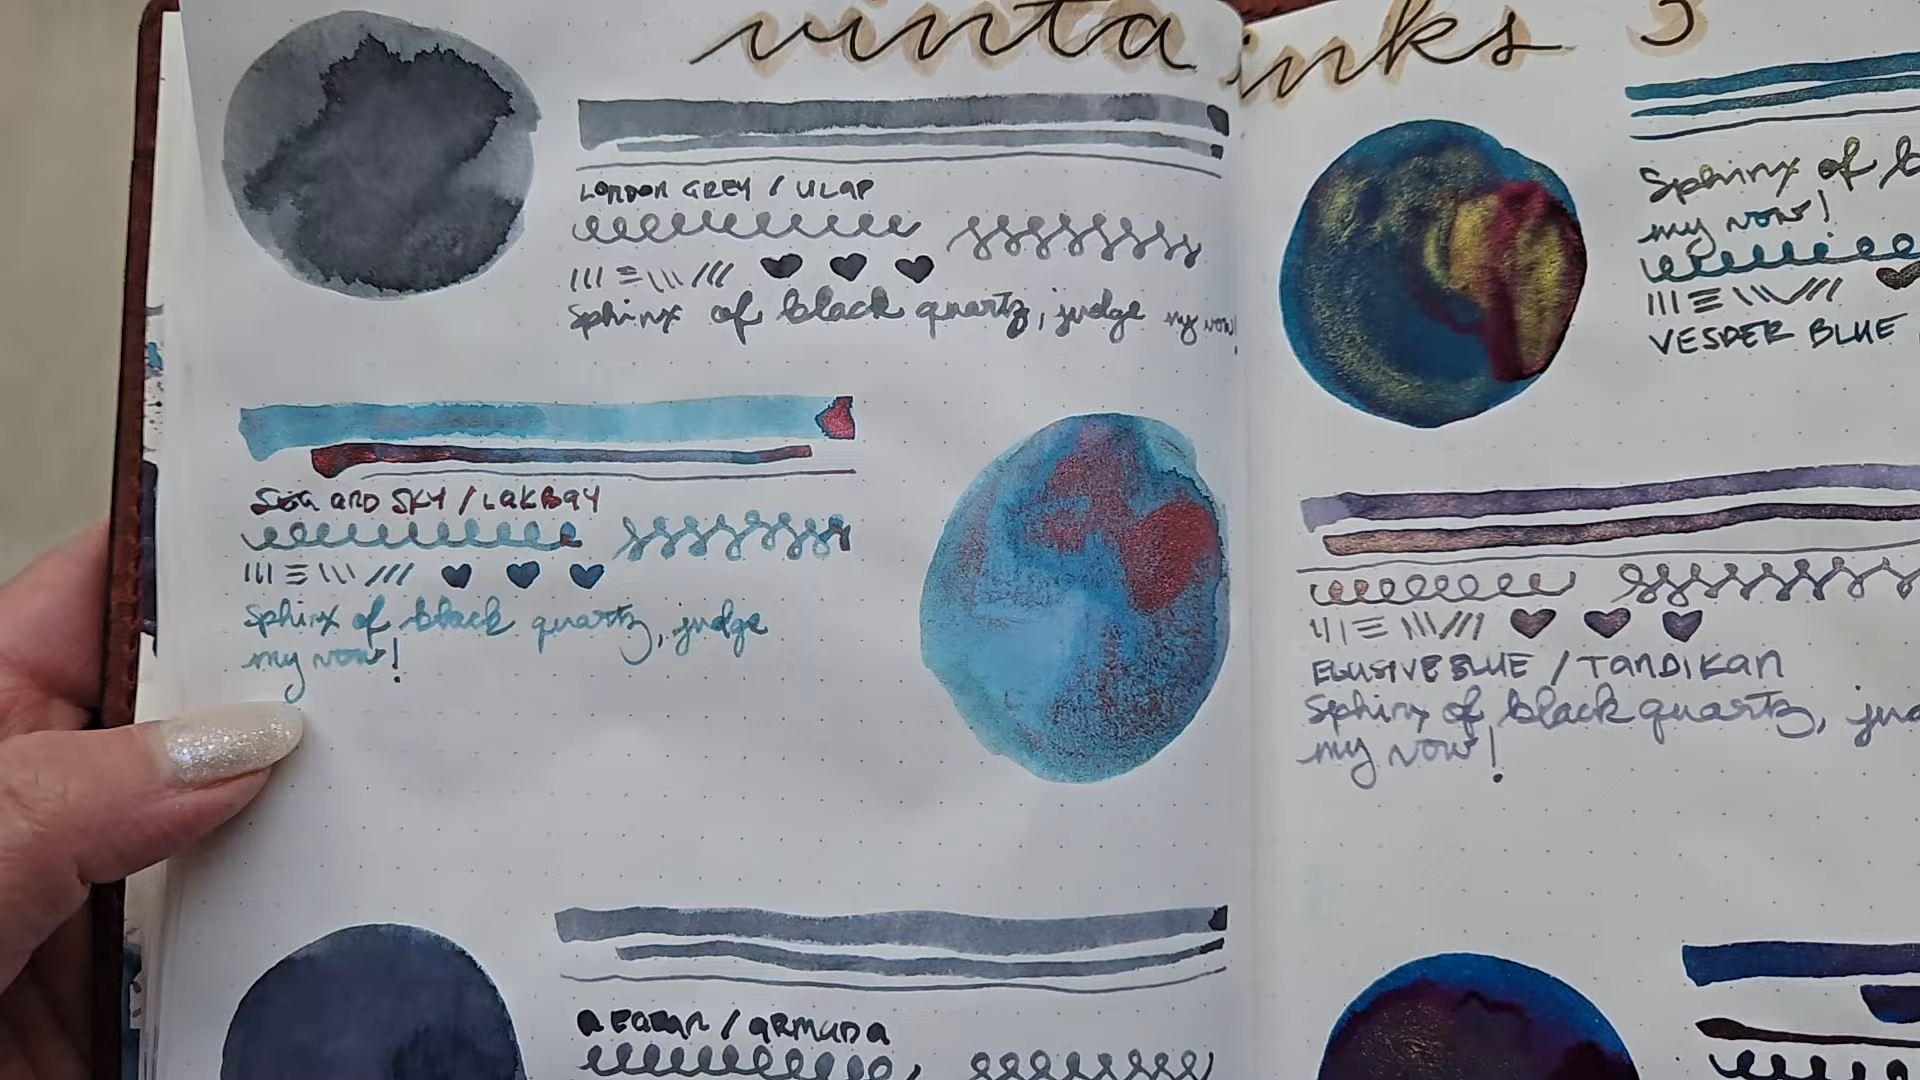 vinta inks 3
LONDON GREY / ULAP
Sphinx of black quartz, judge my vow!
SEA AND SKY / LAKBAY
Sphinx of black quartz, judge
my vow!
/ ARMADA
Sphinx of
my vow!
VESPER BLUE
ELUSIVE BLUE / TANDIKAN
Sphinx of black quartz,
my vow!